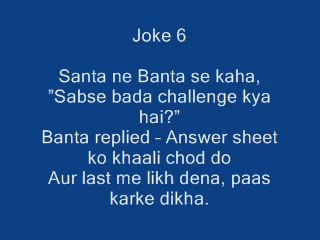 Joke 6
Santa ne Banta se kaha,
”Sabse bada challenge kya
hai?”
Banta replied – Answer sheet
ko khaali chod do
Aur last me likh dena, paas
karke dikha.